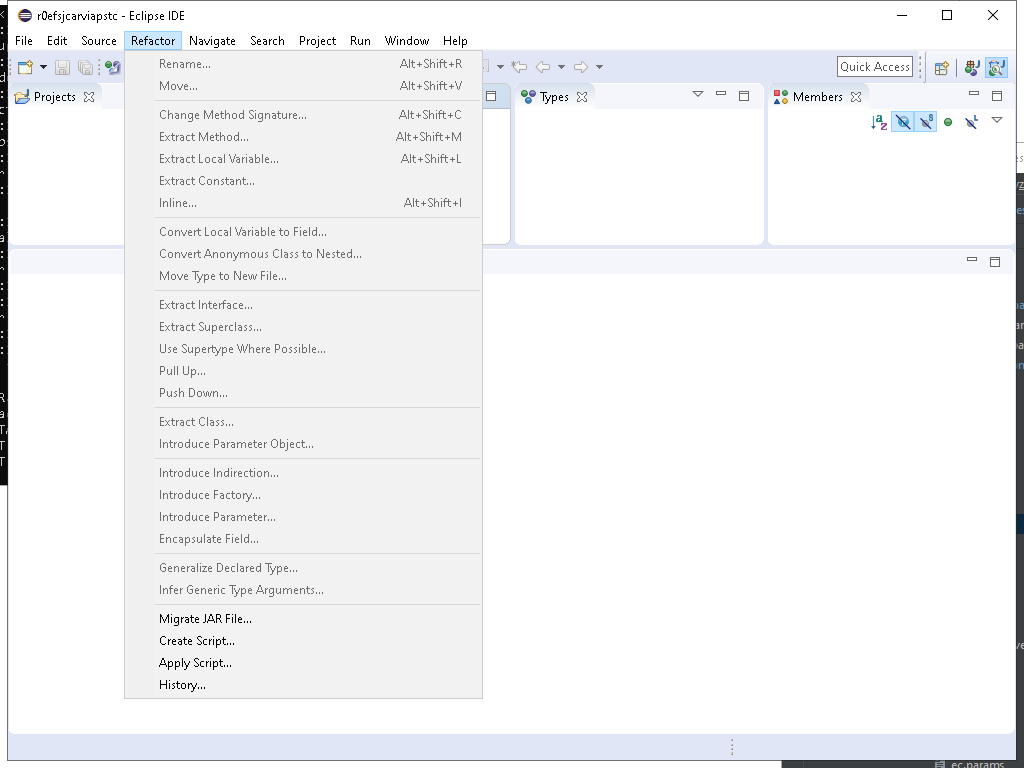 r0efsjcarviapstc - Eclipse IDE
File Edit Source Refactor Navigate Search Project Run Window Help
Quick Access
Projects
Types
Members
Rename... Alt+Shift+R
Move... Alt+Shift+V
Change Method Signature... Alt+Shift+C
Extract Method... Alt+Shift+M
Extract Local Variable... Alt+Shift+L
Extract Constant...
Inline... Alt+Shift+I
Convert Local Variable to Field...
Convert Anonymous Class to Nested...
Move Type to New File...
Extract Interface...
Extract Superclass...
Use Supertype Where Possible...
Pull Up...
Push Down...
Extract Class...
Introduce Parameter Object...
Introduce Indirection...
Introduce Factory...
Introduce Parameter...
Encapsulate Field...
Generalize Declared Type...
Infer Generic Type Arguments...
Migrate JAR File...
Create Script...
Apply Script...
History...
ec.params